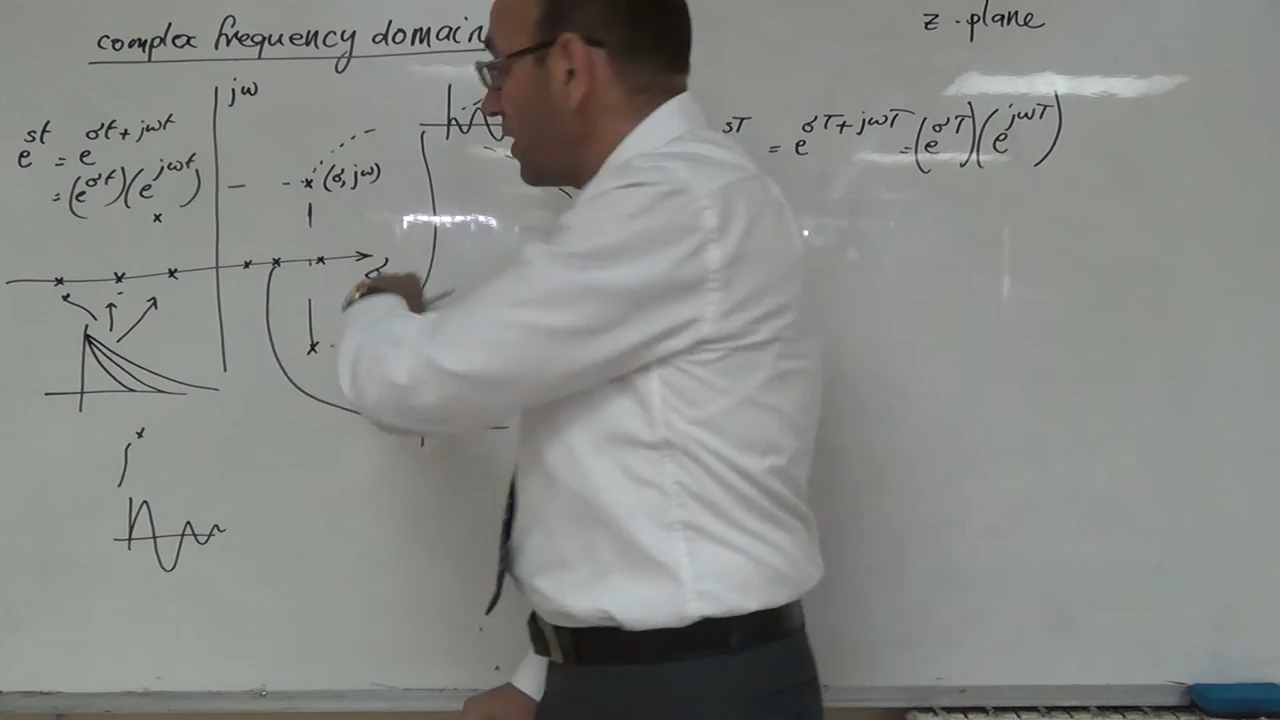 complex frequency domain
z-plane
jω
e^{st} = e^{σt + jωt}
= (e^{σt})(e^{jωt})
(σ, jω)
σ
sT = e^{σT + jωT} = (e^{σT})(e^{jωT})